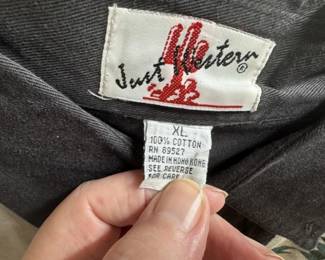 Just Western®
XL
100% COTTON
RN 89527
MADE IN HONG KONG
SEE REVERSE
FOR CARE